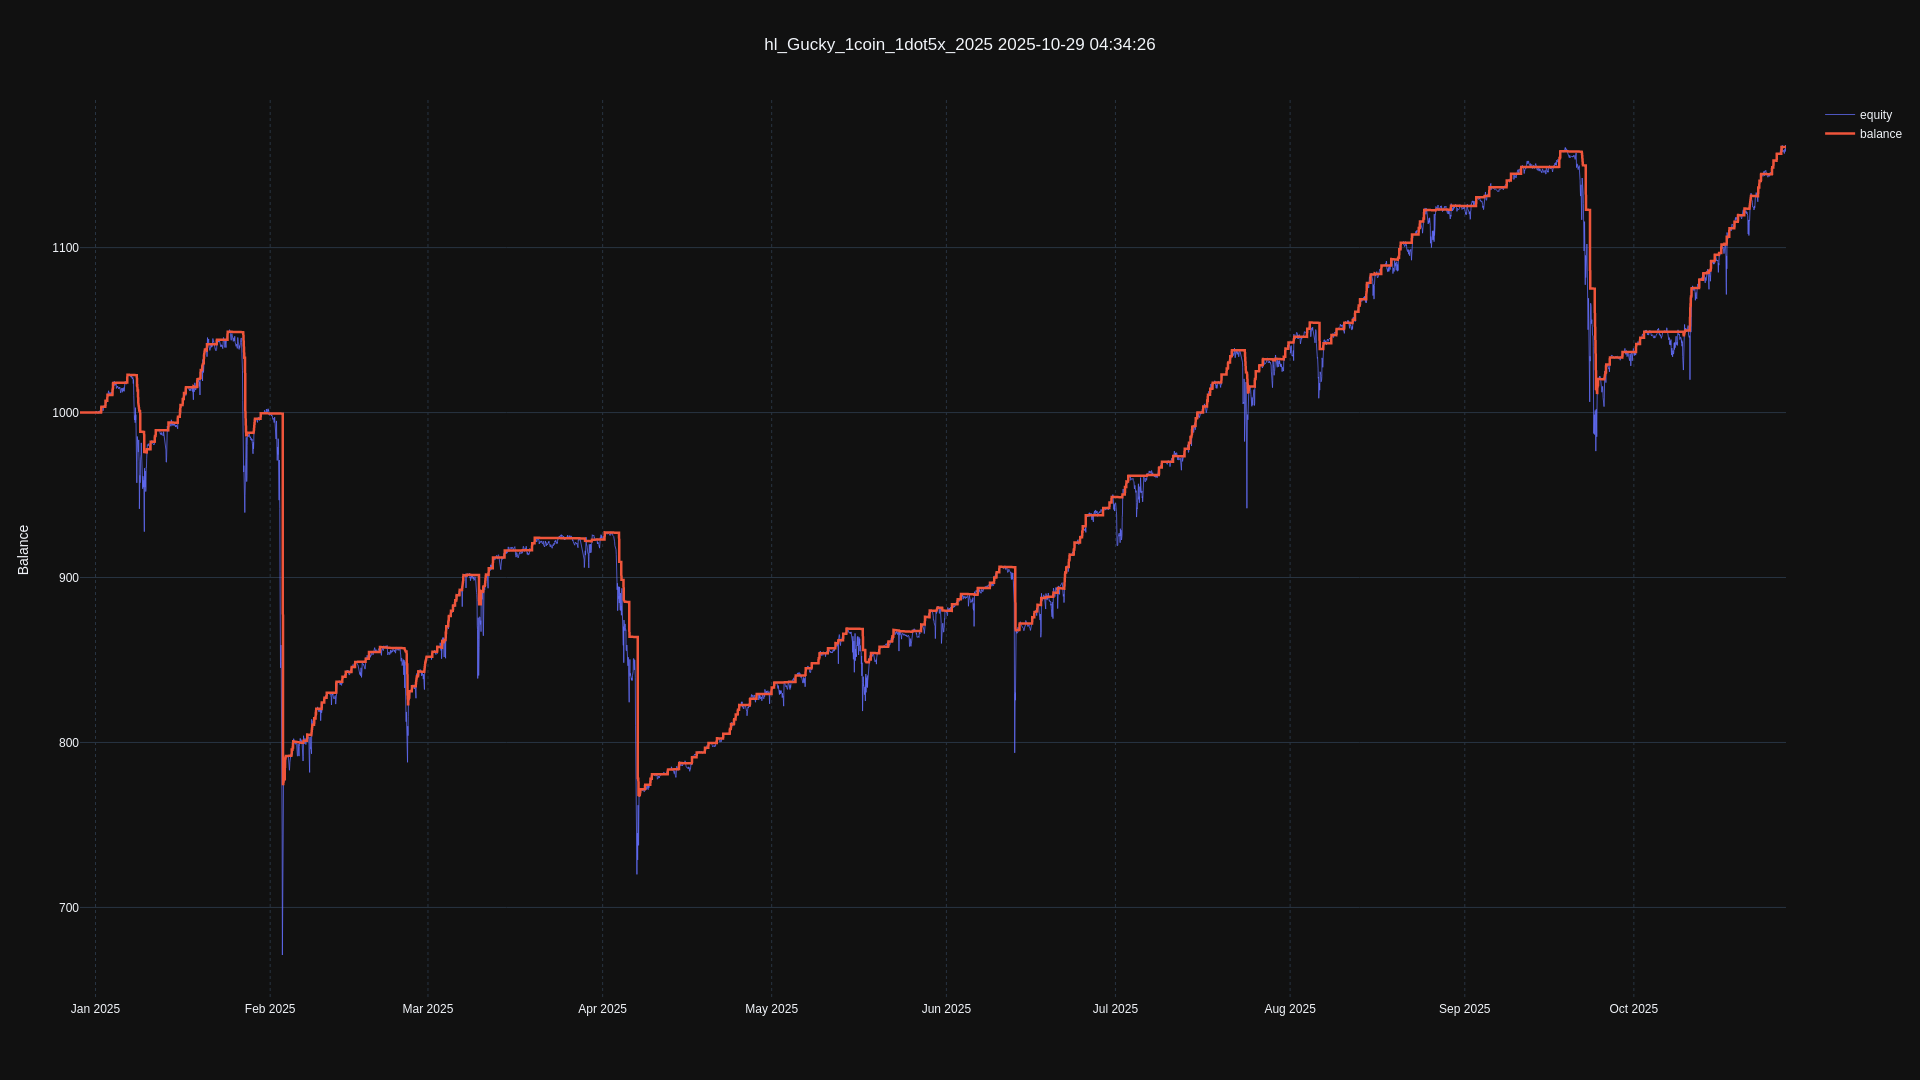 hl_Gucky_1coin_1dot5x_2025 2025-10-29 04:34:26
equity
balance
Balance
1100
1000
900
800
700
Jan 2025
Feb 2025
Mar 2025
Apr 2025
May 2025
Jun 2025
Jul 2025
Aug 2025
Sep 2025
Oct 2025